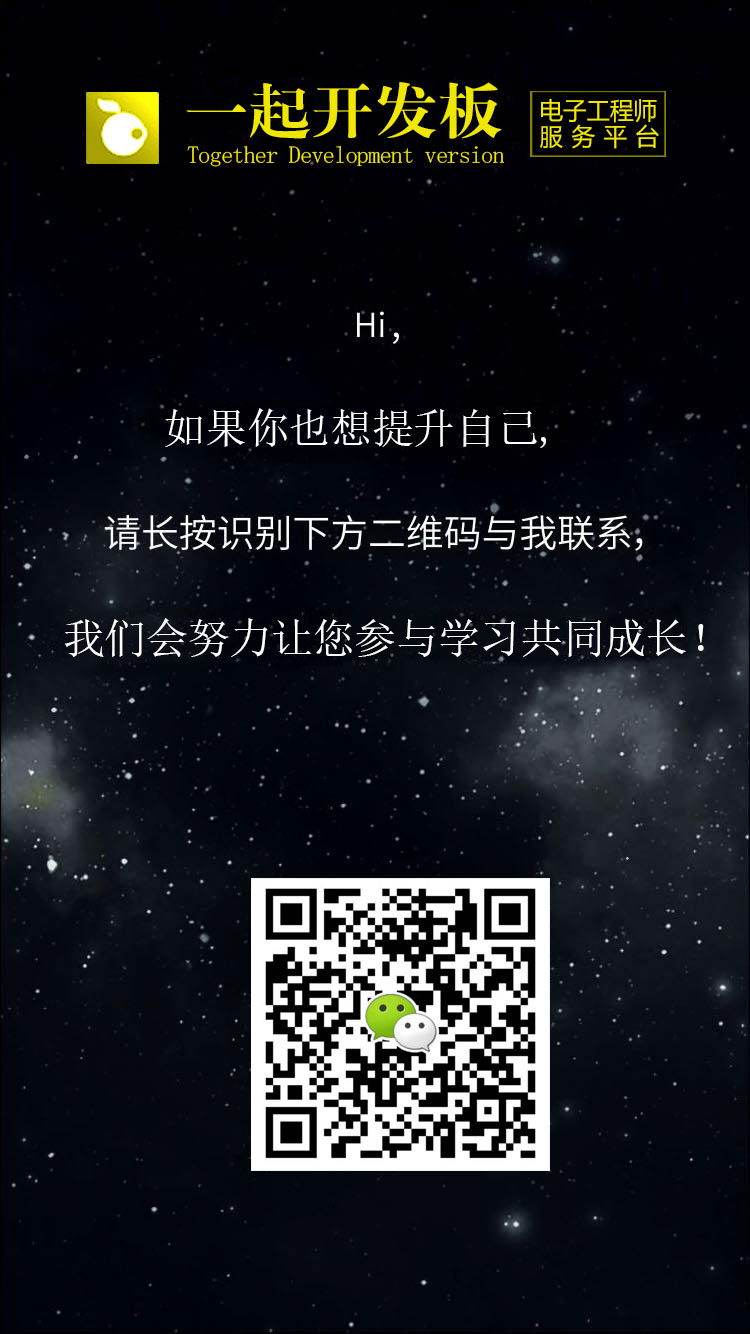 一起开发板
Together Development version
电子工程师
服务平台
Hi,
如果你也想提升自己,
请长按识别下方二维码与我联系,
我们会努力让您参与学习共同成长!